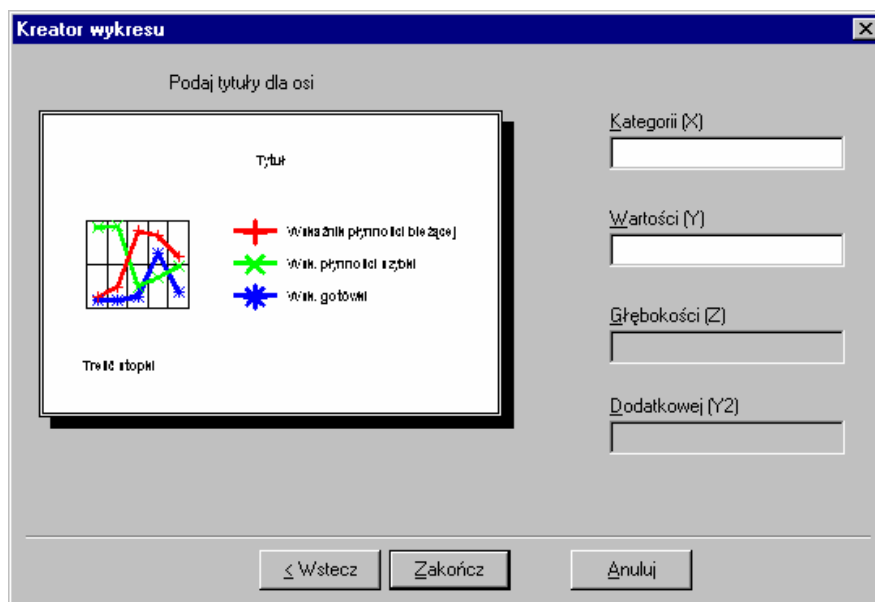 Kreator wykresu
Podaj tytuły dla osi
Tytuł
Wskaźnik płynności bieżącej
Wsk. płynności szybki
Wsk. gotówki
Treść stopki
Kategorii (X)
Wartości (Y)
Głębokości (Z)
Dodatkowej (Y2)
< Wstecz
Zakończ
Anuluj